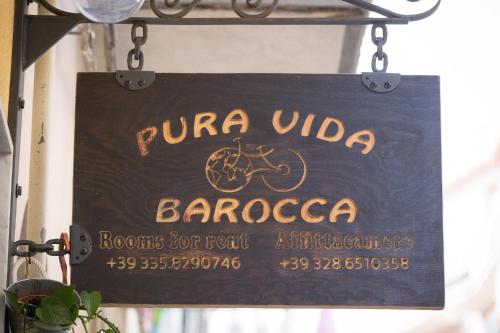 PURA VIDA
BAROCCA
Rooms for rent Affittacamere
+39 335.8290746 +39 328.6510358